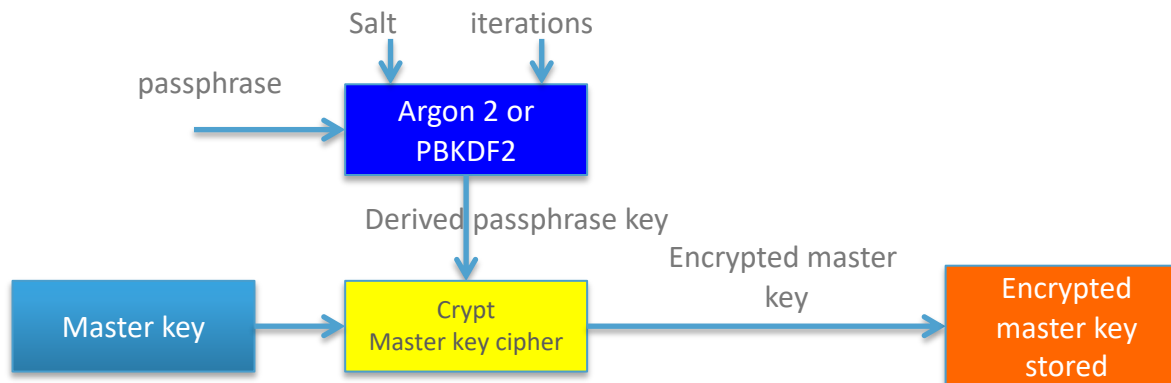 Salt
iterations
passphrase
Argon 2 or
PBKDF2
Derived passphrase key
Encrypted master
key
Master key
Crypt
Master key cipher
Encrypted
master key
stored